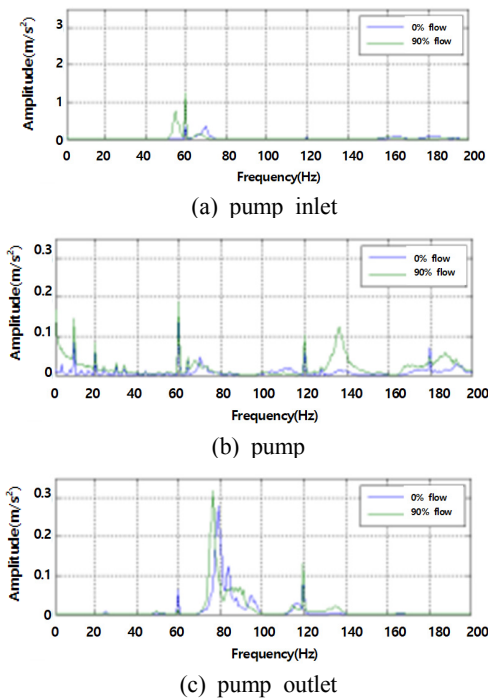 3
2
1
0
Amplitude(m/s²)
0% flow
90% flow
0 20 40 60 80 100 120 140 160 180 200
Frequency(Hz)
(a) pump inlet
0.3
0.2
0.1
0
Amplitude(m/s²)
0% flow
90% flow
0 20 40 60 80 100 120 140 160 180 200
Frequency(Hz)
(b) pump
0.3
0.2
0.1
0
Amplitude(m/s²)
0% flow
90% flow
0 20 40 60 80 100 120 140 160 180 200
Frequency(Hz)
(c) pump outlet